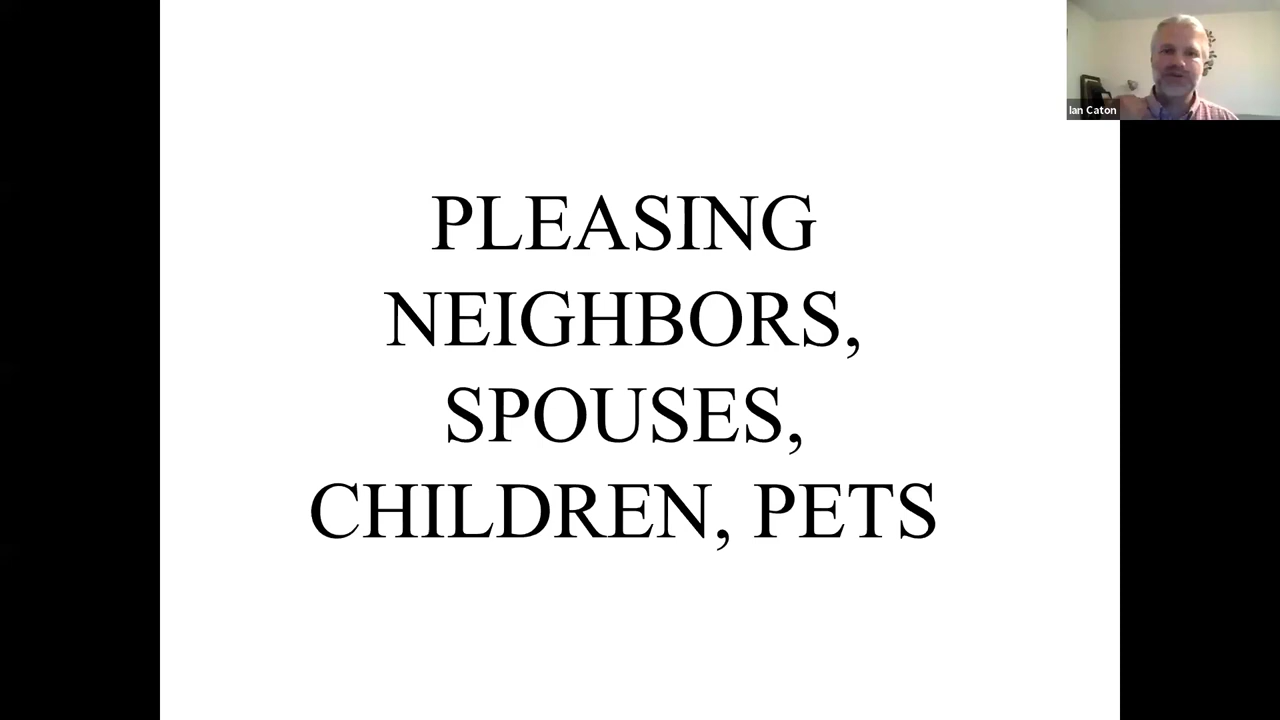 Ian Caton
PLEASING
NEIGHBORS,
SPOUSES,
CHILDREN, PETS